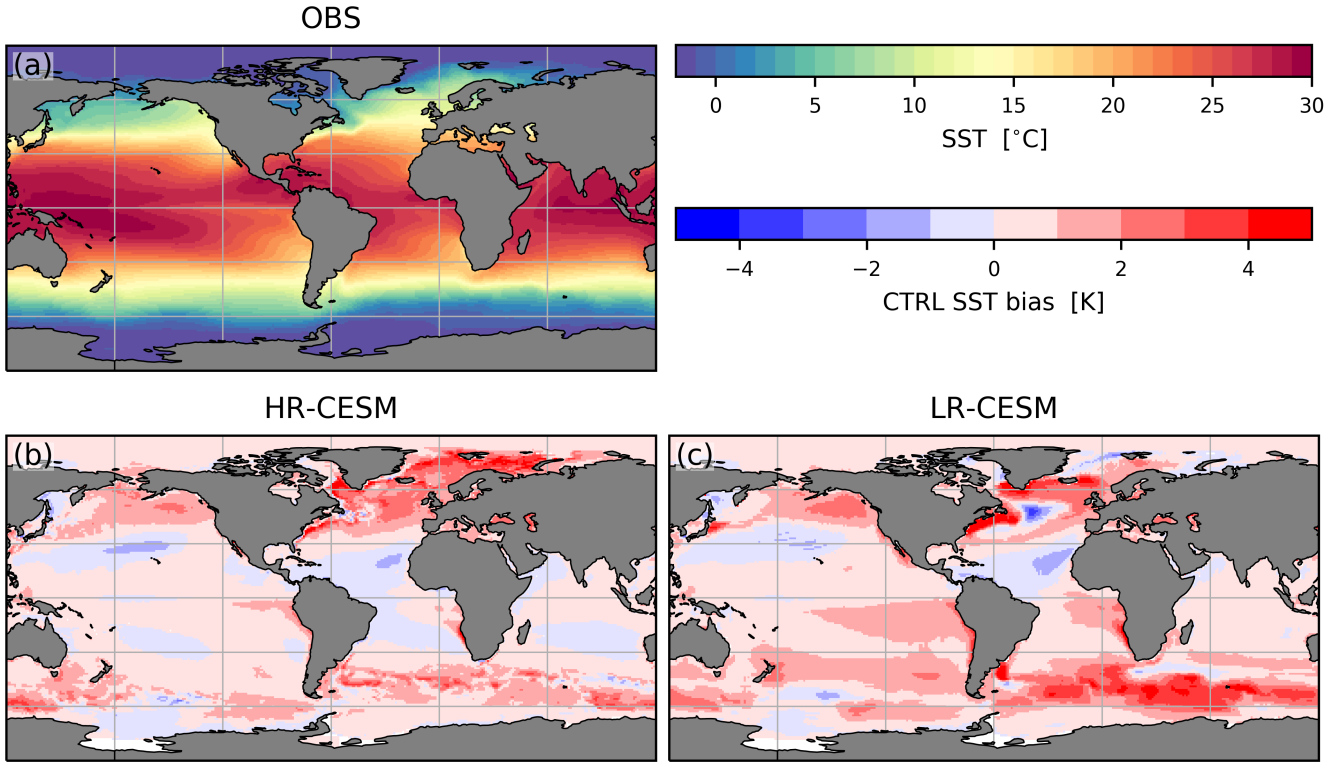 OBS
(a)
0 5 10 15 20 25 30
SST [°C]
−4 −2 0 2 4
CTRL SST bias [K]
HR-CESM
LR-CESM
(b)
(c)